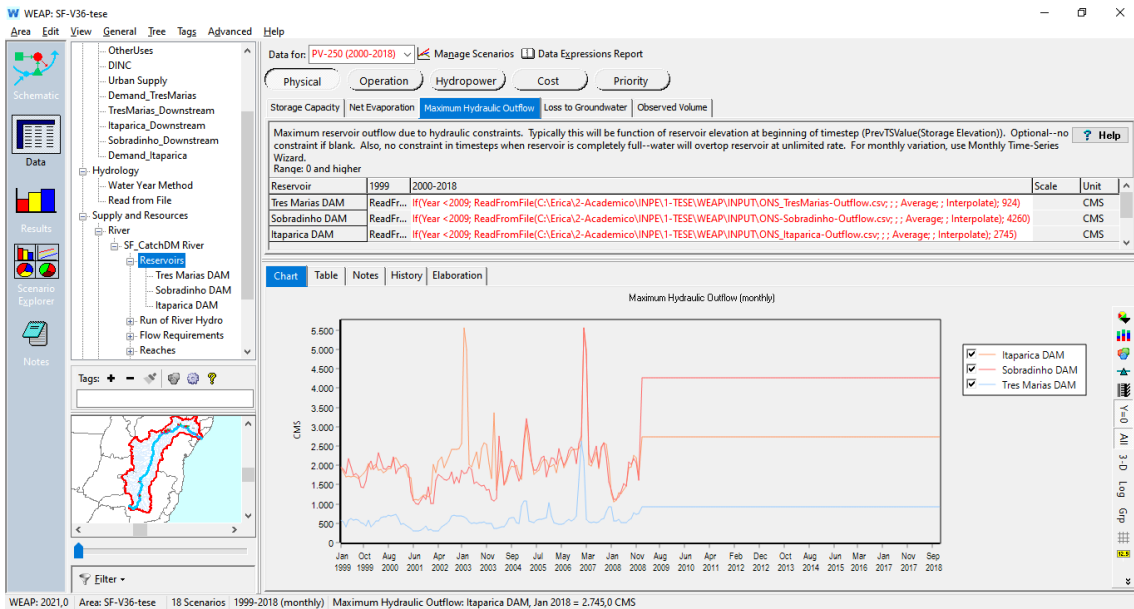 WEAP: SF-V36-tese
Area Edit View General Tree Tags Advanced Help
Schematic
Data
Results
Scenario
Explorer
Notes
OtherUses
DINC
Urban Supply
Demand_TresMarias
TresMarias_Downstream
Itaparica_Downstream
Sobradinho_Downstream
Demand_Itaparica
Hydrology
Water Year Method
Read from File
Supply and Resources
River
SF_CatchDM River
Reservoirs
Tres Marias DAM
Sobradinho DAM
Itaparica DAM
Run of River Hydro
Flow Requirements
Reaches
Tags:
Filter
Data for: PV-250 (2000-2018) Manage Scenarios Data Expressions Report
Physical Operation Hydropower Cost Priority
Storage Capacity Net Evaporation Maximum Hydraulic Outflow Loss to Groundwater Observed Volume
Maximum reservoir outflow due to hydraulic constraints. Typically this will be function of reservoir elevation at beginning of timestep (PrevTSValue(Storage Elevation)). Optional--no
constraint if blank. Also, no constraint in timesteps when reservoir is completely full--water will overtop reservoir at unlimited rate. For monthly variation, use Monthly Time-Series
Wizard.
Range: 0 and higher
? Help
Reservoir 1999 2000-2018 Scale Unit
Tres Marias DAM ReadFr... If(Year <2009; ReadFromFile(C:\Erica\2-Academico\INPE\1-TESE\WEAP\INPUT\ONS_TresMarias-Outflow.csv; ; ; Average; ; Interpolate); 924) CMS
Sobradinho DAM ReadFr... If(Year <2009; ReadFromFile(C:\Erica\2-Academico\INPE\1-TESE\WEAP\INPUT\ONS-Sobradinho-Outflow.csv; ; ; Average; ; Interpolate); 4260) CMS
Itaparica DAM ReadFr... If(Year <2009; ReadFromFile(C:\Erica\2-Academico\INPE\1-TESE\WEAP\INPUT\ONS_Itaparica-Outflow.csv; ; ; Average; ; Interpolate); 2745) CMS
Chart Table Notes History Elaboration
Maximum Hydraulic Outflow (monthly)
CMS
5.500
5.000
4.500
4.000
3.500
3.000
2.500
2.000
1.500
1.000
500
0
Jan Oct Aug Jun Apr Jan Nov Sep Jul May Mar Jan Nov Aug Jun Apr Feb Dec Oct Aug Jun Mar Jan Nov Sep
1999 1999 2000 2001 2002 2003 2003 2004 2005 2006 2007 2008 2008 2009 2010 2011 2012 2012 2013 2014 2015 2016 2017 2017 2018
Itaparica DAM
Sobradinho DAM
Tres Marias DAM
Y=0
All
3-D
Log
Grp
12.5
WEAP: 2021,0 Area: SF-V36-tese 18 Scenarios 1999-2018 (monthly) Maximum Hydraulic Outflow: Itaparica DAM, Jan 2018 = 2.745,0 CMS